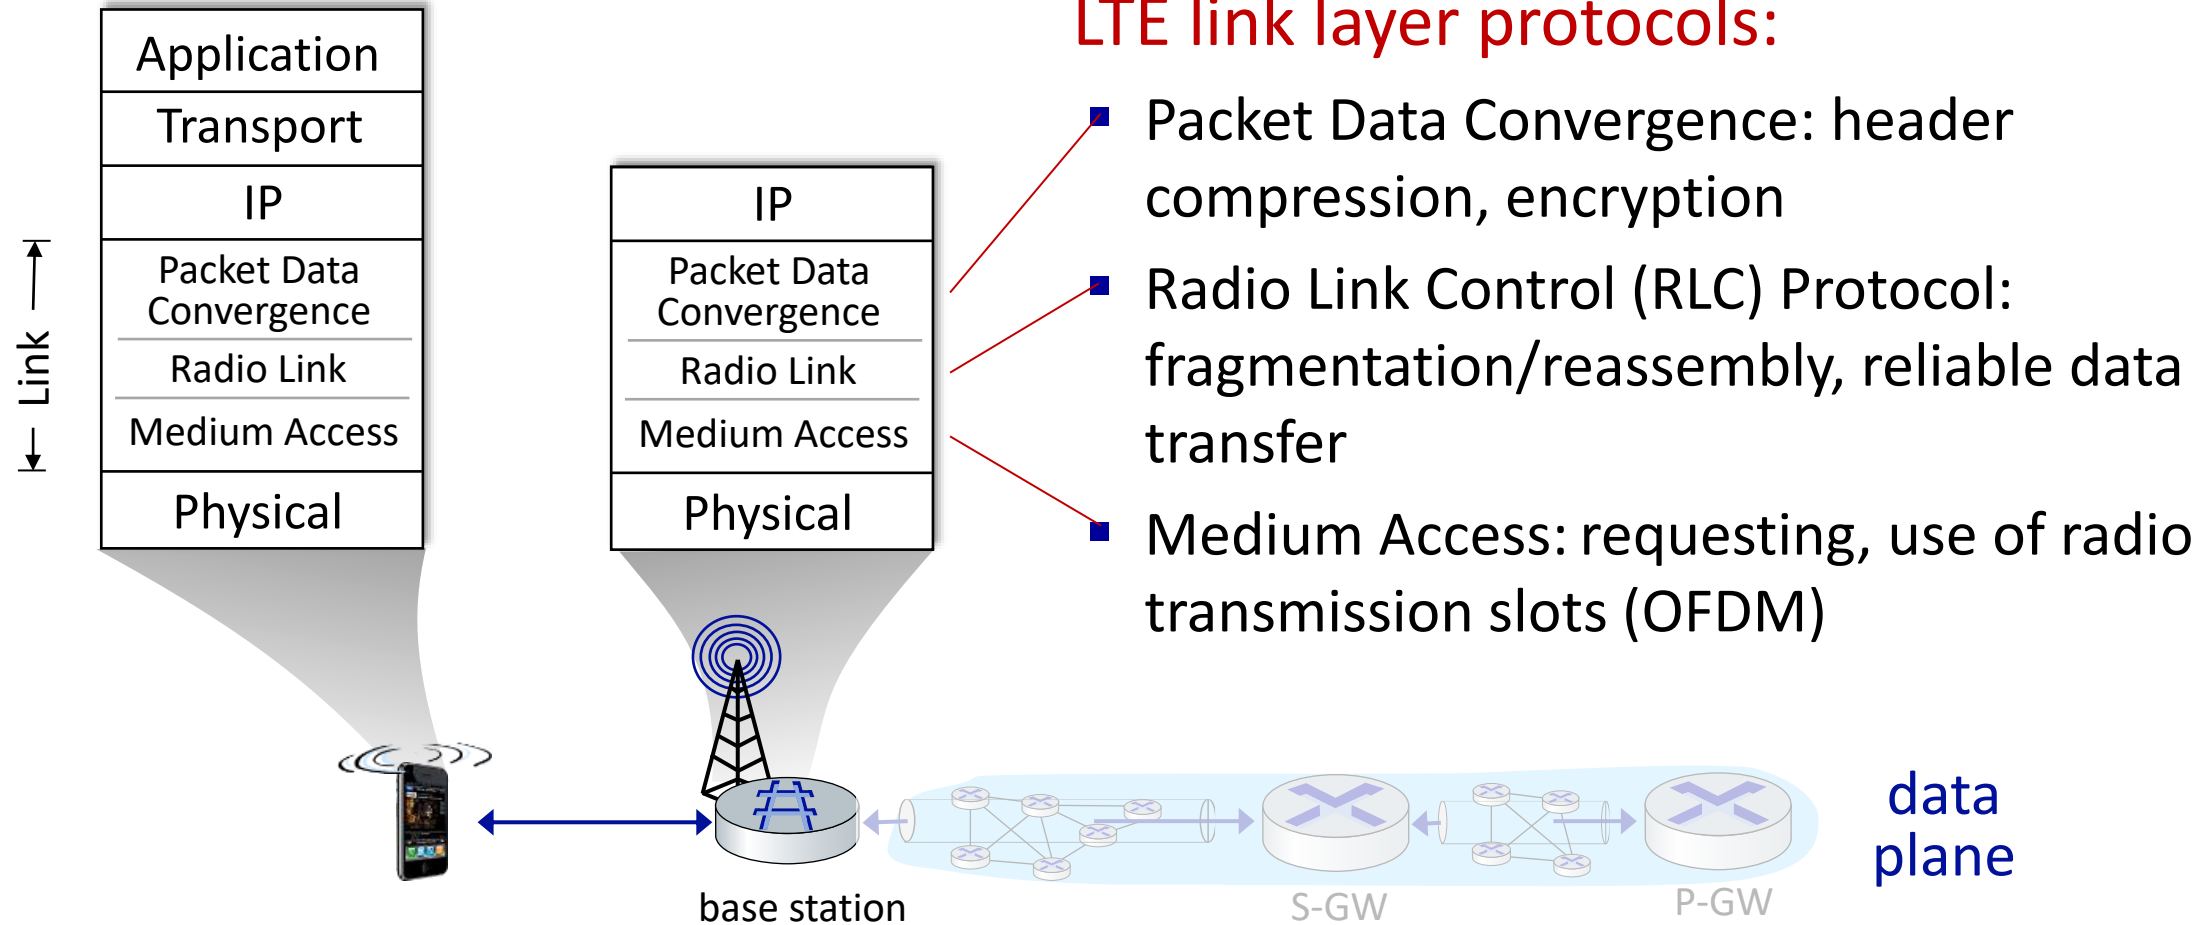 LTE link layer protocols:
Packet Data Convergence: header
compression, encryption
Radio Link Control (RLC) Protocol:
fragmentation/reassembly, reliable data
transfer
Medium Access: requesting, use of radio
transmission slots (OFDM)
Application
Transport
IP
Packet Data
Convergence
Radio Link
Medium Access
Physical
Link
IP
Packet Data
Convergence
Radio Link
Medium Access
Physical
base station
S-GW
P-GW
data
plane